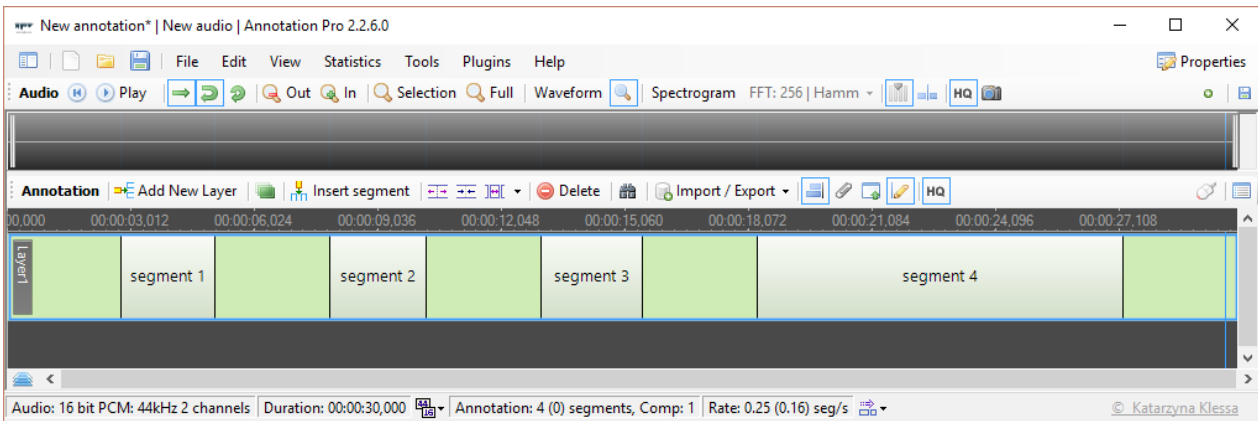 New annotation* | New audio | Annotation Pro 2.2.6.0
File Edit View Statistics Tools Plugins Help Properties
Audio Play Out In Selection Full Waveform Spectrogram FFT: 256 | Hamm HQ
Annotation Add New Layer Insert segment Delete Import / Export HQ
00,000 00:00:03,012 00:00:06,024 00:00:09,036 00:00:12,048 00:00:15,060 00:00:18,072 00:00:21,084 00:00:24,096 00:00:27,108
Layer1 segment 1 segment 2 segment 3 segment 4
Audio: 16 bit PCM: 44kHz 2 channels Duration: 00:00:30,000 44 16 Annotation: 4 (0) segments, Comp: 1 Rate: 0.25 (0.16) seg/s © Katarzyna Klessa